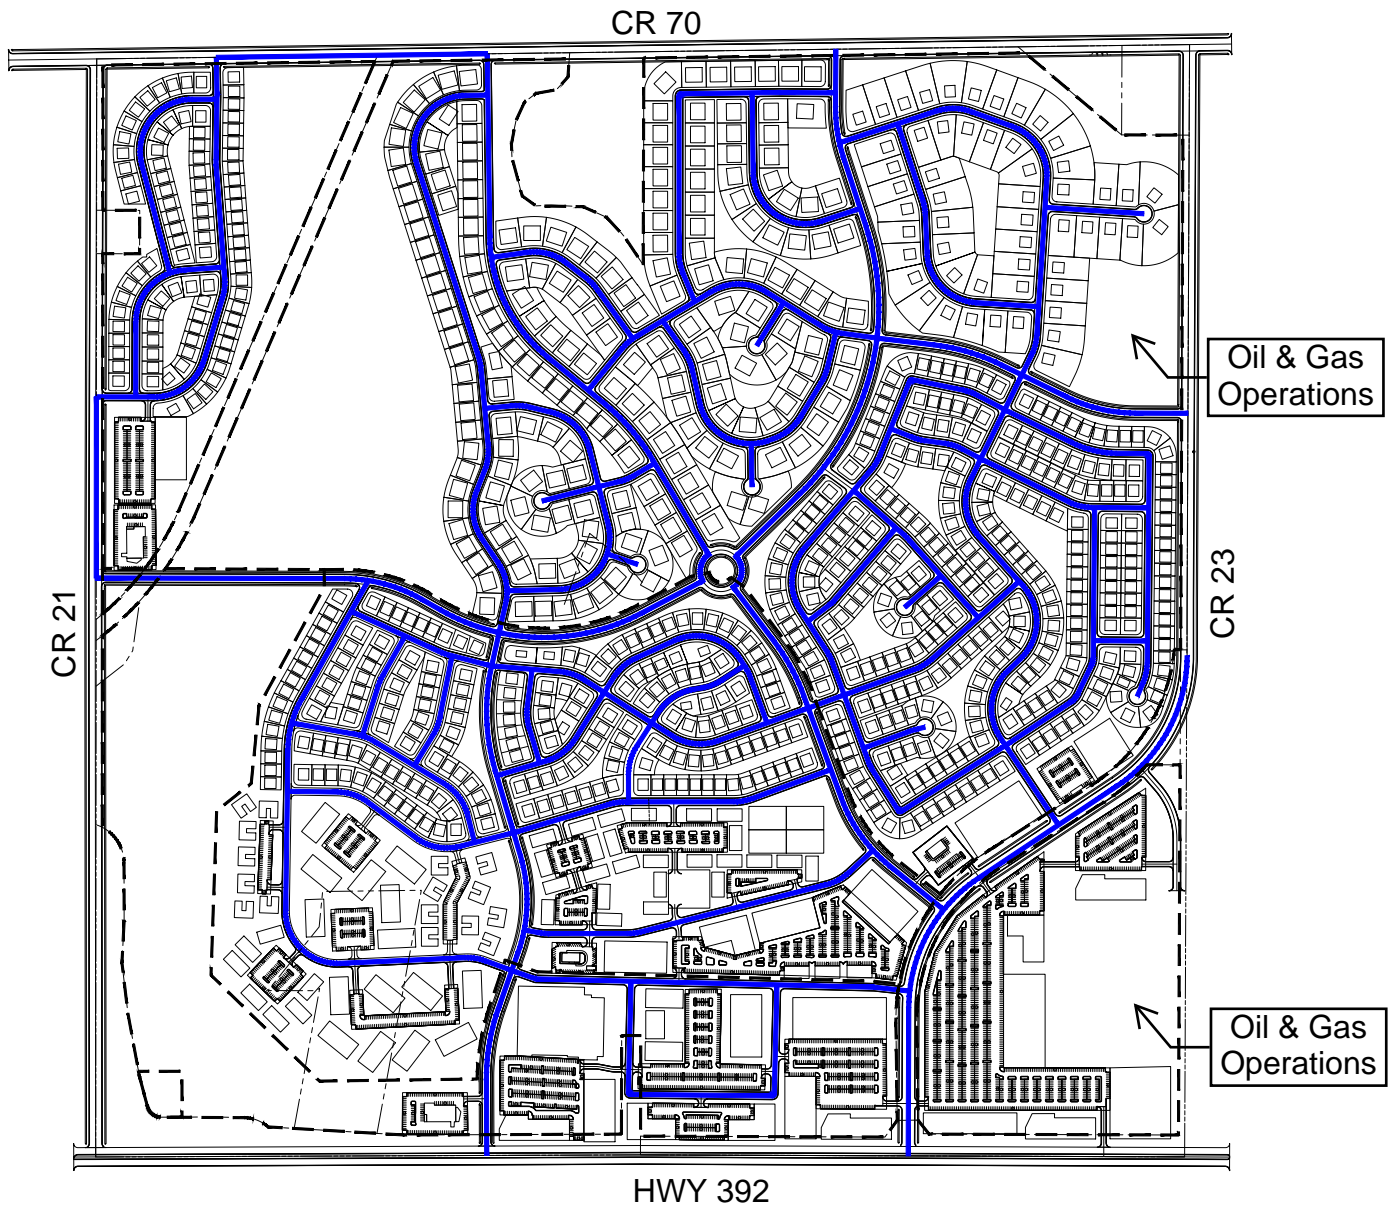 CR 70
Oil & Gas
Operations
CR 21
CR 23
Oil & Gas
Operations
HWY 392